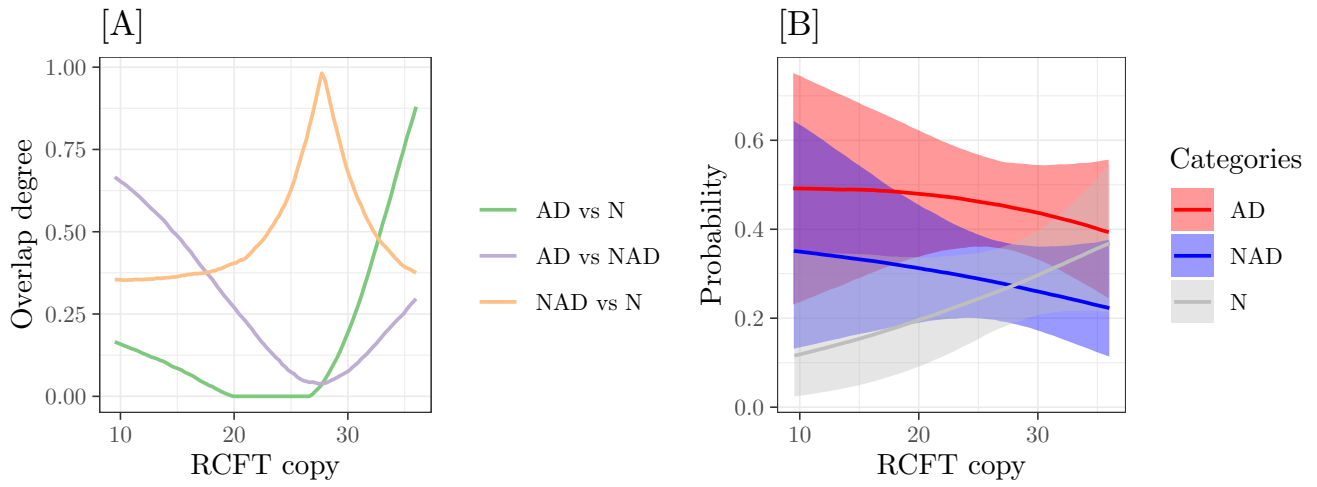 [A]
1.00
0.75
0.50
0.25
0.00
Overlap degree
10 20 30
RCFT copy
AD vs N
AD vs NAD
NAD vs N
[B]
0.6
0.4
0.2
0.0
Probability
10 20 30
RCFT copy
Categories
AD
NAD
N